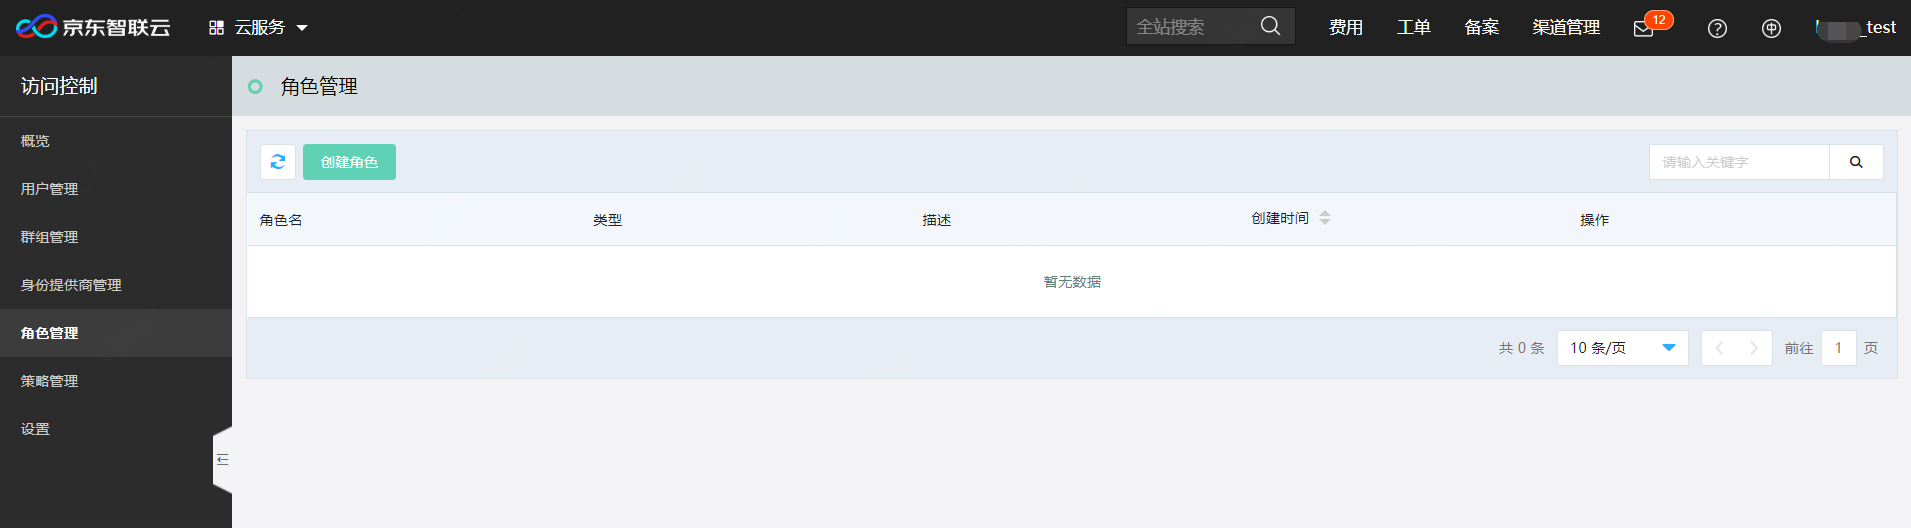 京东智联云 云服务 全站搜索 费用 工单 备案 渠道管理 12 _test
访问控制
角色管理
概览
用户管理
群组管理
身份提供商管理
角色管理
策略管理
设置
创建角色 请输入关键字
角色名 类型 描述 创建时间 操作
暂无数据
共 0 条 10 条/页 前往 1 页